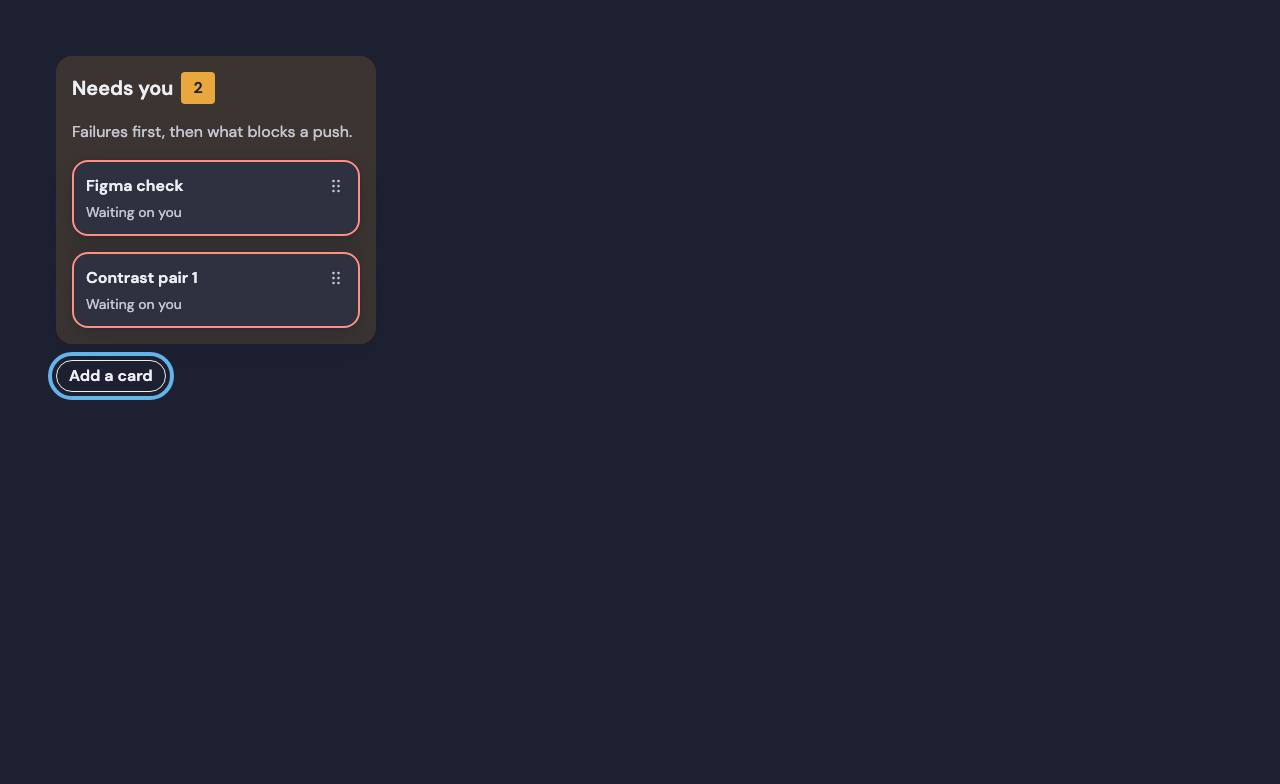 Needs you 2
Failures first, then what blocks a push.
Figma check
Waiting on you
Contrast pair 1
Waiting on you
Add a card